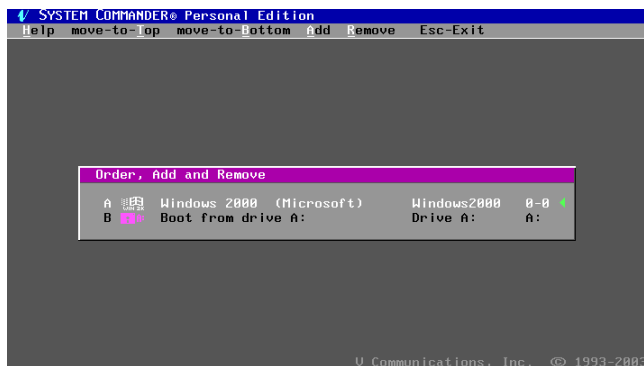 SYSTEM COMMANDER® Personal Edition
Help move-to-Top move-to-Bottom Add Remove Esc-Exit
Order, Add and Remove
A Windows 2000 (Microsoft) Windows2000 0-0
B Boot from drive A: Drive A: A:
V Communications, Inc. © 1993-2003